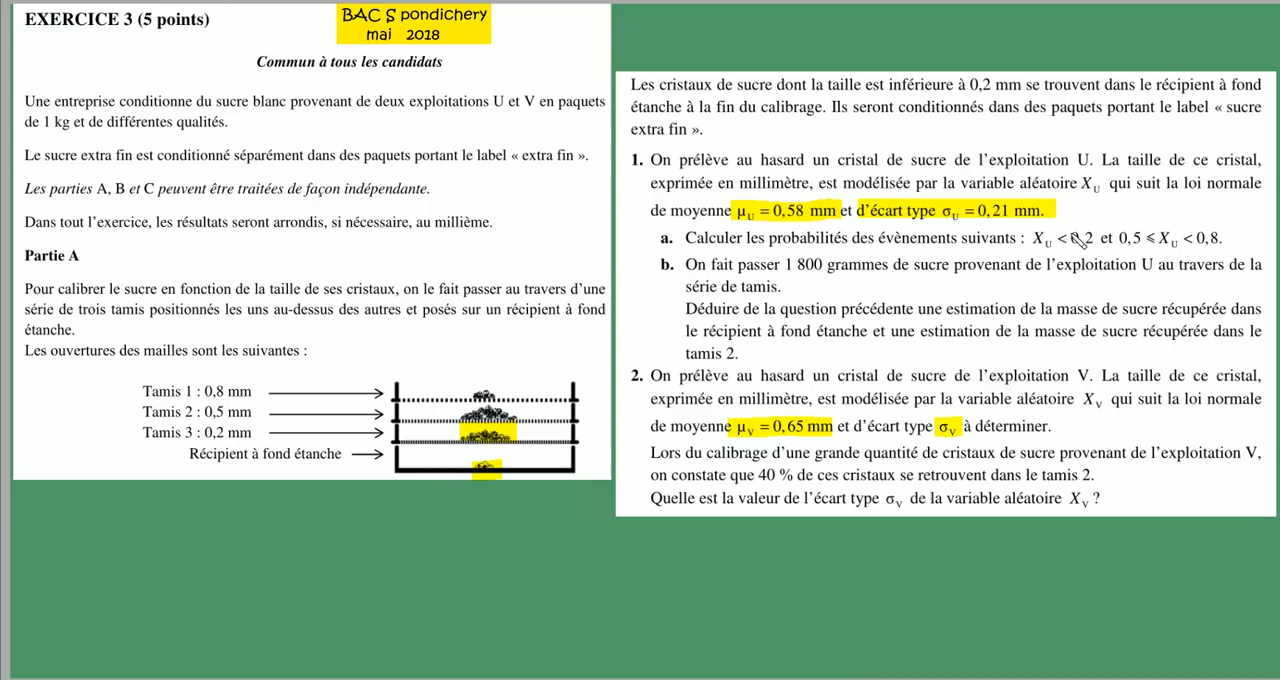 EXERCICE 3 (5 points)
BAC S pondichery
mai 2018
Commun à tous les candidats
Une entreprise conditionne du sucre blanc provenant de deux exploitations U et V en paquets
de 1 kg et de différentes qualités.
Le sucre extra fin est conditionné séparément dans des paquets portant le label « extra fin ».
Les parties A, B et C peuvent être traitées de façon indépendante.
Dans tout l'exercice, les résultats seront arrondis, si nécessaire, au millième.
Partie A
Pour calibrer le sucre en fonction de la taille de ses cristaux, on le fait passer au travers d'une
série de trois tamis positionnés les uns au-dessus des autres et posés sur un récipient à fond
étanche.
Les ouvertures des mailles sont les suivantes :
Tamis 1 : 0,8 mm
Tamis 2 : 0,5 mm
Tamis 3 : 0,2 mm
Récipient à fond étanche
Les cristaux de sucre dont la taille est inférieure à 0,2 mm se trouvent dans le récipient à fond
étanche à la fin du calibrage. Ils seront conditionnés dans des paquets portant le label « sucre
extra fin ».
1. On prélève au hasard un cristal de sucre de l'exploitation U. La taille de ce cristal,
exprimée en millimètre, est modélisée par la variable aléatoire X_U qui suit la loi normale
de moyenne μ_U = 0,58 mm et d'écart type σ_U = 0,21 mm.
a. Calculer les probabilités des évènements suivants : X_U < 0,2 et 0,5 ⩽ X_U < 0,8.
b. On fait passer 1 800 grammes de sucre provenant de l'exploitation U au travers de la
série de tamis.
Déduire de la question précédente une estimation de la masse de sucre récupérée dans
le récipient à fond étanche et une estimation de la masse de sucre récupérée dans le
tamis 2.
2. On prélève au hasard un cristal de sucre de l'exploitation V. La taille de ce cristal,
exprimée en millimètre, est modélisée par la variable aléatoire X_V qui suit la loi normale
de moyenne μ_V = 0,65 mm et d'écart type σ_V à déterminer.
Lors du calibrage d'une grande quantité de cristaux de sucre provenant de l'exploitation V,
on constate que 40 % de ces cristaux se retrouvent dans le tamis 2.
Quelle est la valeur de l'écart type σ_V de la variable aléatoire X_V ?